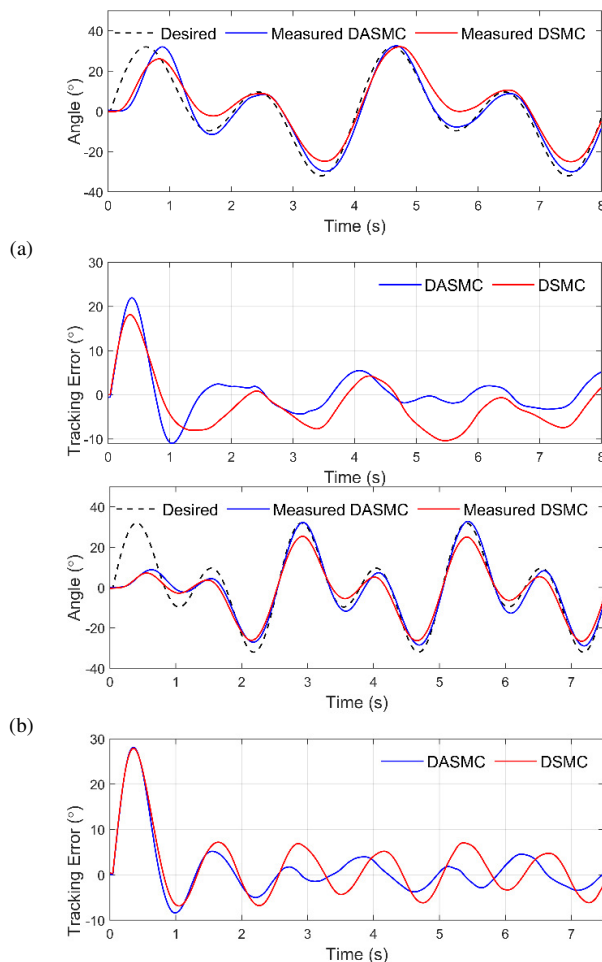 Desired Measured DASMC Measured DSMC
40
20
0
-20
-40
Angle (°)
0 1 2 3 4 5 6 7 8
Time (s)
(a)
DASMC DSMC
30
20
10
0
-10
Tracking Error (°)
0 1 2 3 4 5 6 7 8
Time (s)
Desired Measured DASMC Measured DSMC
40
20
0
-20
-40
Angle (°)
0 1 2 3 4 5 6 7
Time (s)
(b)
DASMC DSMC
30
20
10
0
-10
Tracking Error (°)
0 1 2 3 4 5 6 7
Time (s)